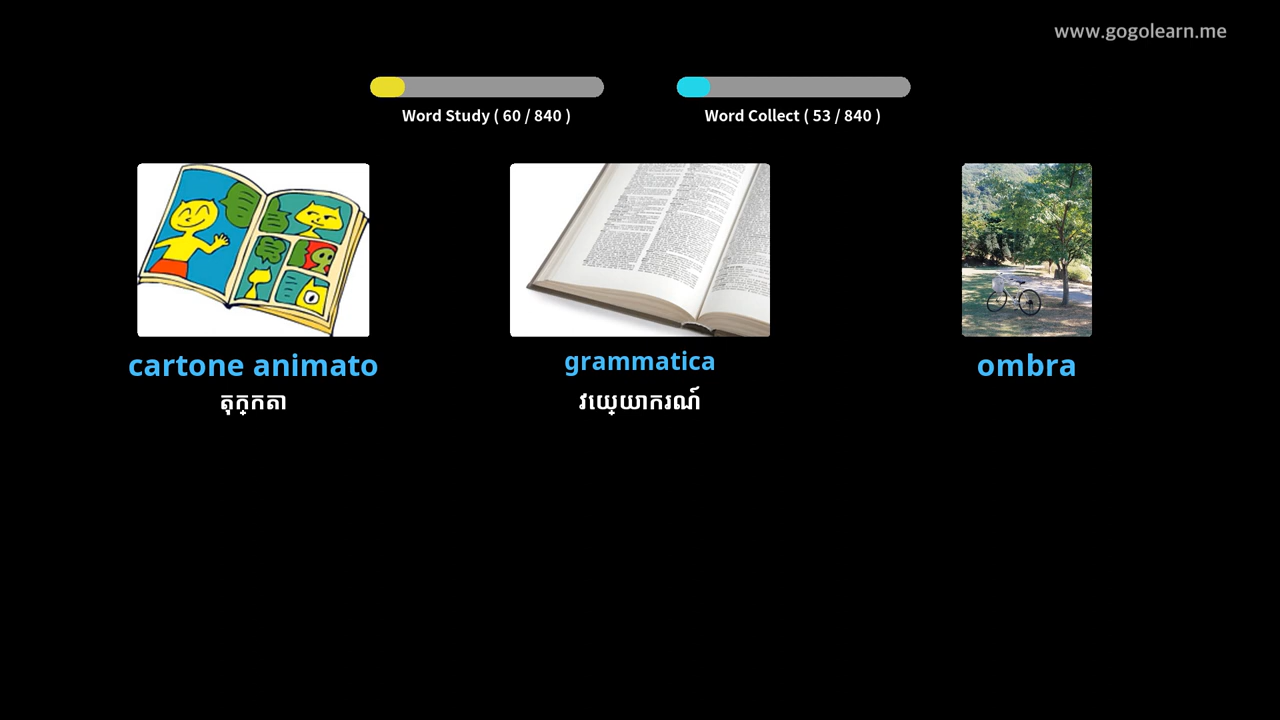 www.gogolearn.me
Word Study ( 60 / 840 )
Word Collect ( 53 / 840 )
cartone animato
grammatica
ombra
តុក្កតា
វេយ្យាករណ៍